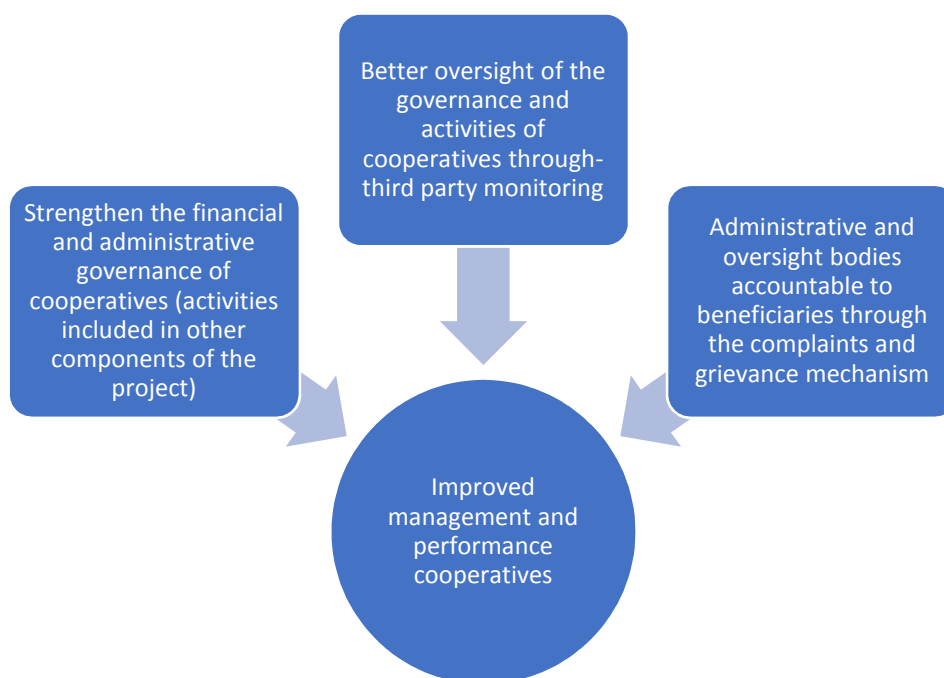 Better oversight of the
governance and
activities of
cooperatives through-
third party monitoring
Strengthen the financial
and administrative
governance of
cooperatives (activities
included in other
components of the
project)
Administrative and
oversight bodies
accountable to
beneficiaries through
the complaints and
grievance mechanism
Improved
management and
performance
cooperatives